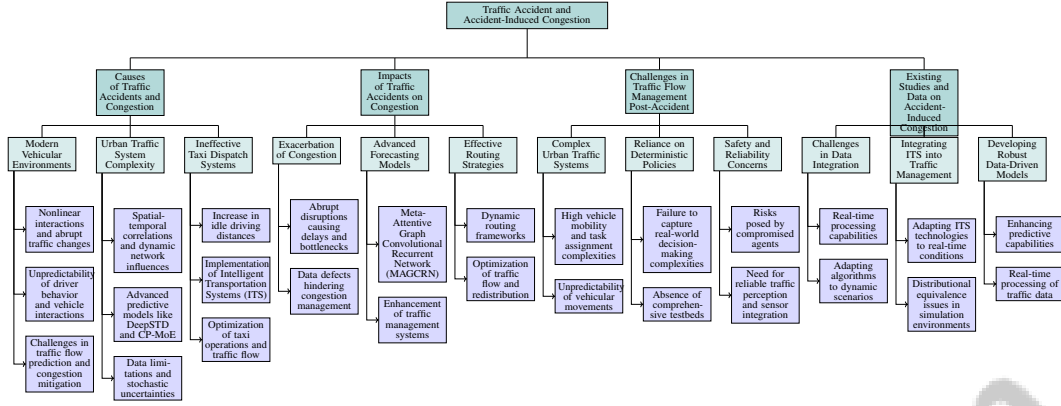 Traffic Accident and
Accident-Induced Congestion
Causes
of Traffic
Accidents and
Congestion
Impacts
of Traffic
Accidents on
Congestion
Challenges in
Traffic Flow
Management
Post-Accident
Existing
Studies and
Data on
Accident-
Induced
Congestion
Modern
Vehicular
Environments
Urban Traffic
System
Complexity
Ineffective
Taxi Dispatch
Systems
Exacerbation
of Congestion
Advanced
Forecasting
Models
Effective
Routing
Strategies
Complex
Urban Traffic
Systems
Reliance on
Deterministic
Policies
Safety and
Reliability
Concerns
Challenges
in Data
Integration
Integrating
ITS into
Traffic
Management
Developing
Robust
Data-Driven
Models
Nonlinear
interactions
and abrupt
traffic changes
Unpredictability
of driver
behavior
and vehicle
interactions
Challenges in
traffic flow
prediction and
congestion
mitigation
Spatial-
temporal
correlations
and dynamic
network
influences
Advanced
predictive
models like
DeepSTD
and CP-MoE
Data limi-
tations and
stochastic
uncertainties
Increase in
idle driving
distances
Implementation
of Intelligent
Transportation
Systems (ITS)
Optimization
of taxi
operations and
traffic flow
Abrupt
disruptions
causing
delays and
bottlenecks
Data defects
hindering
congestion
management
Meta-
Attentive
Graph
Convolutional
Recurrent
Network
(MAGCRN)
Enhancement
of traffic
management
systems
Dynamic
routing
frameworks
Optimization
of traffic
flow and
redistribution
High vehicle
mobility
and task
assignment
complexities
Unpredictability
of vehicular
movements
Failure to
capture
real-world
decision-
making
complexities
Absence of
comprehen-
sive testbeds
Risks
posed by
compromised
agents
Need for
reliable traffic
perception
and sensor
integration
Real-time
processing
capabilities
Adapting
algorithms
to dynamic
scenarios
Adapting ITS
technologies
to real-time
conditions
Distributional
equivalence
issues in
simulation
environments
Enhancing
predictive
capabilities
Real-time
processing of
traffic data